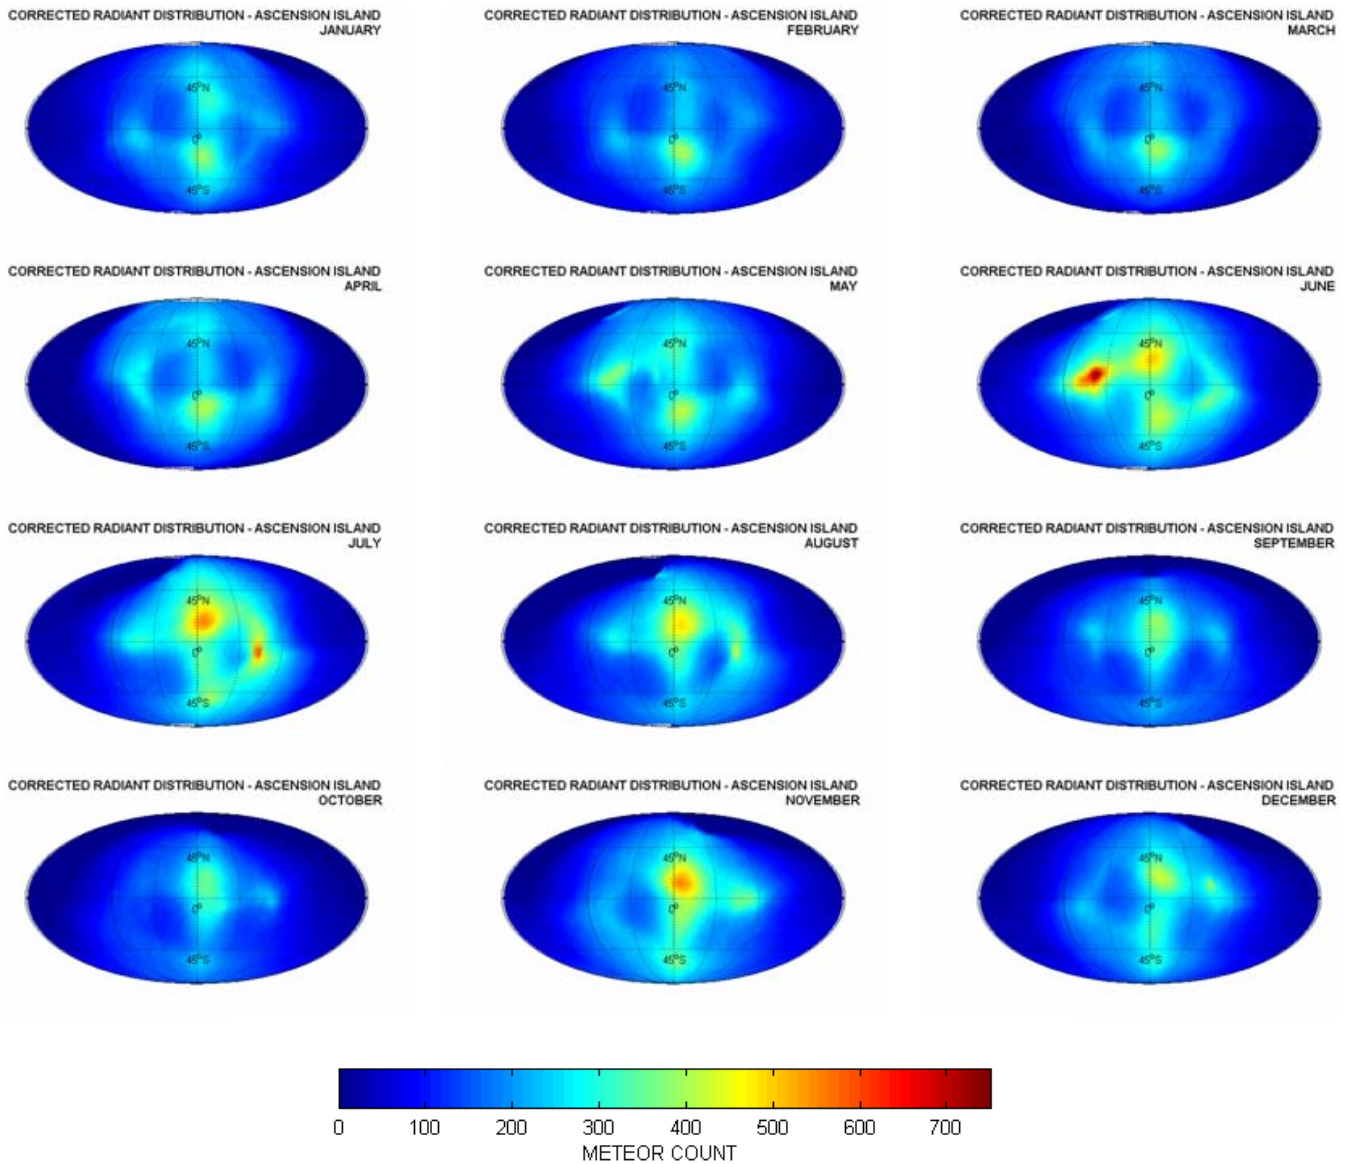 CORRECTED RADIANT DISTRIBUTION - ASCENSION ISLAND
JANUARY
45°N
0°
45°S
CORRECTED RADIANT DISTRIBUTION - ASCENSION ISLAND
FEBRUARY
45°N
0°
45°S
CORRECTED RADIANT DISTRIBUTION - ASCENSION ISLAND
MARCH
45°N
0°
45°S
CORRECTED RADIANT DISTRIBUTION - ASCENSION ISLAND
APRIL
45°N
0°
45°S
CORRECTED RADIANT DISTRIBUTION - ASCENSION ISLAND
MAY
45°N
0°
45°S
CORRECTED RADIANT DISTRIBUTION - ASCENSION ISLAND
JUNE
45°N
0°
45°S
CORRECTED RADIANT DISTRIBUTION - ASCENSION ISLAND
JULY
45°N
0°
45°S
CORRECTED RADIANT DISTRIBUTION - ASCENSION ISLAND
AUGUST
45°N
0°
45°S
CORRECTED RADIANT DISTRIBUTION - ASCENSION ISLAND
SEPTEMBER
45°N
0°
45°S
CORRECTED RADIANT DISTRIBUTION - ASCENSION ISLAND
OCTOBER
45°N
0°
45°S
CORRECTED RADIANT DISTRIBUTION - ASCENSION ISLAND
NOVEMBER
45°N
0°
45°S
CORRECTED RADIANT DISTRIBUTION - ASCENSION ISLAND
DECEMBER
45°N
0°
45°S
0 100 200 300 400 500 600 700
METEOR COUNT